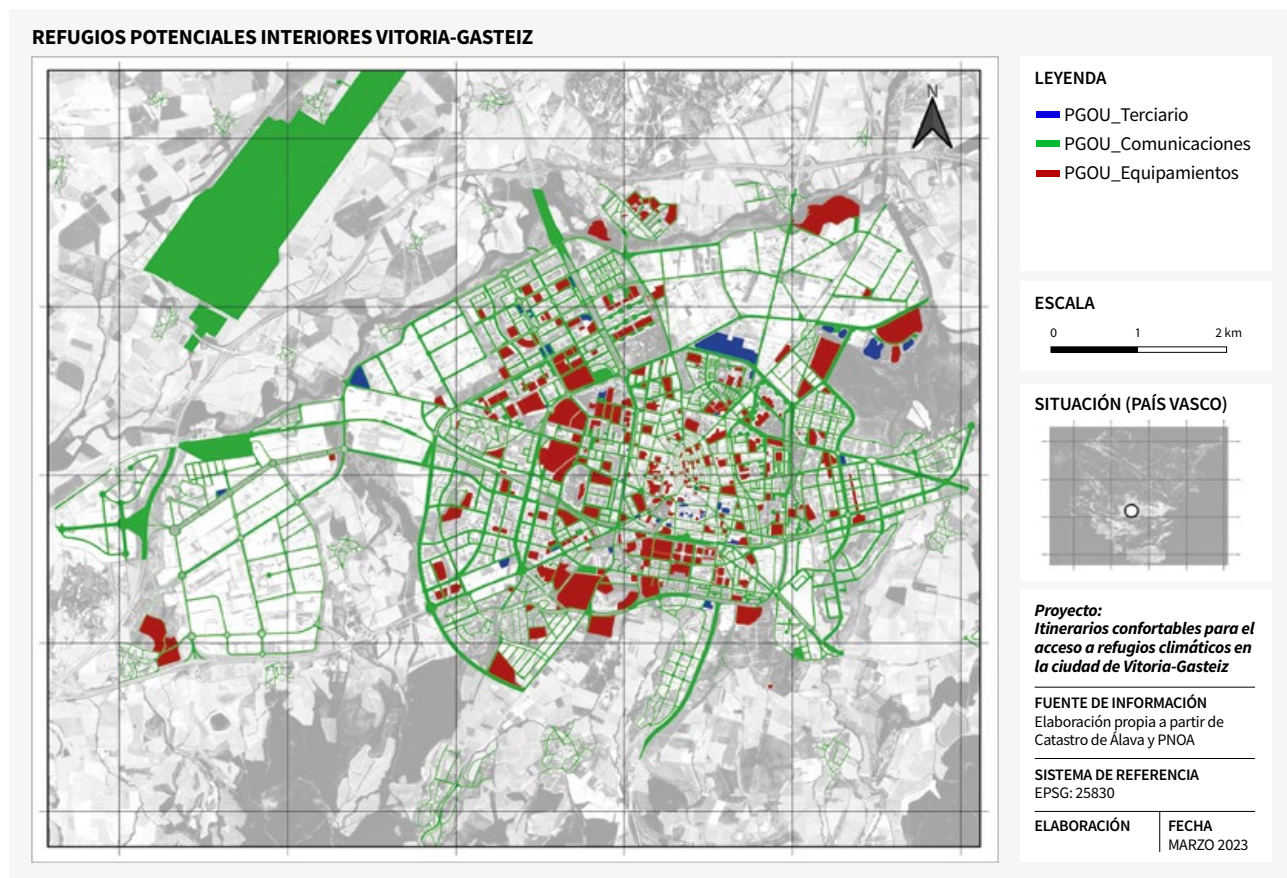 REFUGIOS POTENCIALES INTERIORES VITORIA-GASTEIZ
N
LEYENDA
PGOU_Terciario
PGOU_Comunicaciones
PGOU_Equipamientos
ESCALA
0 1 2 km
SITUACIÓN (PAÍS VASCO)
Proyecto:
Itinerarios confortables para el
acceso a refugios climáticos en
la ciudad de Vitoria-Gasteiz
FUENTE DE INFORMACIÓN
Elaboración propia a partir de
Catastro de Álava y PNOA
SISTEMA DE REFERENCIA
EPSG: 25830
ELABORACIÓN
FECHA
MARZO 2023